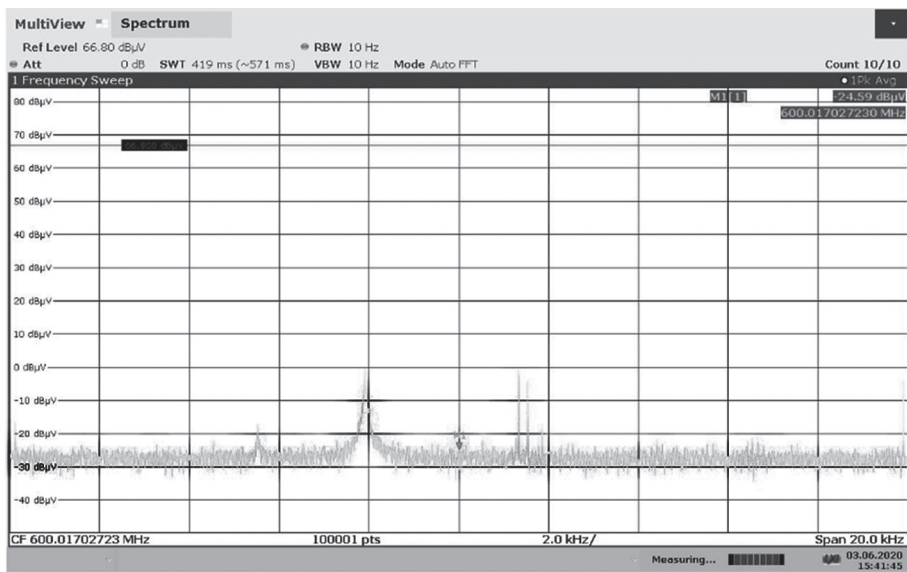 MultiView Spectrum
Ref Level 66.80 dBµV RBW 10 Hz
Att 0 dB SWT 419 ms (~571 ms) VBW 10 Hz Mode Auto FFT Count 10/10
1 Frequency Sweep 1Pk Avg
M1[1] -24.59 dBµV
600.017027230 MHz
80 dBµV
70 dBµV
66.800 dBµV
60 dBµV
50 dBµV
40 dBµV
30 dBµV
20 dBµV
10 dBµV
0 dBµV
-10 dBµV
-20 dBµV
-30 dBµV
-40 dBµV
CF 600.01702723 MHz 100001 pts 2.0 kHz/ Span 20.0 kHz
Measuring... 03.06.2020
15:41:45